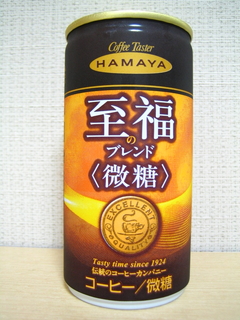 Coffee Taster
HAMAYA
至福の
ブレンド
〈微糖〉
EXCELLENT
QUALITY
Tasty time since 1924
伝統のコーヒーカンパニー
コーヒー/微糖